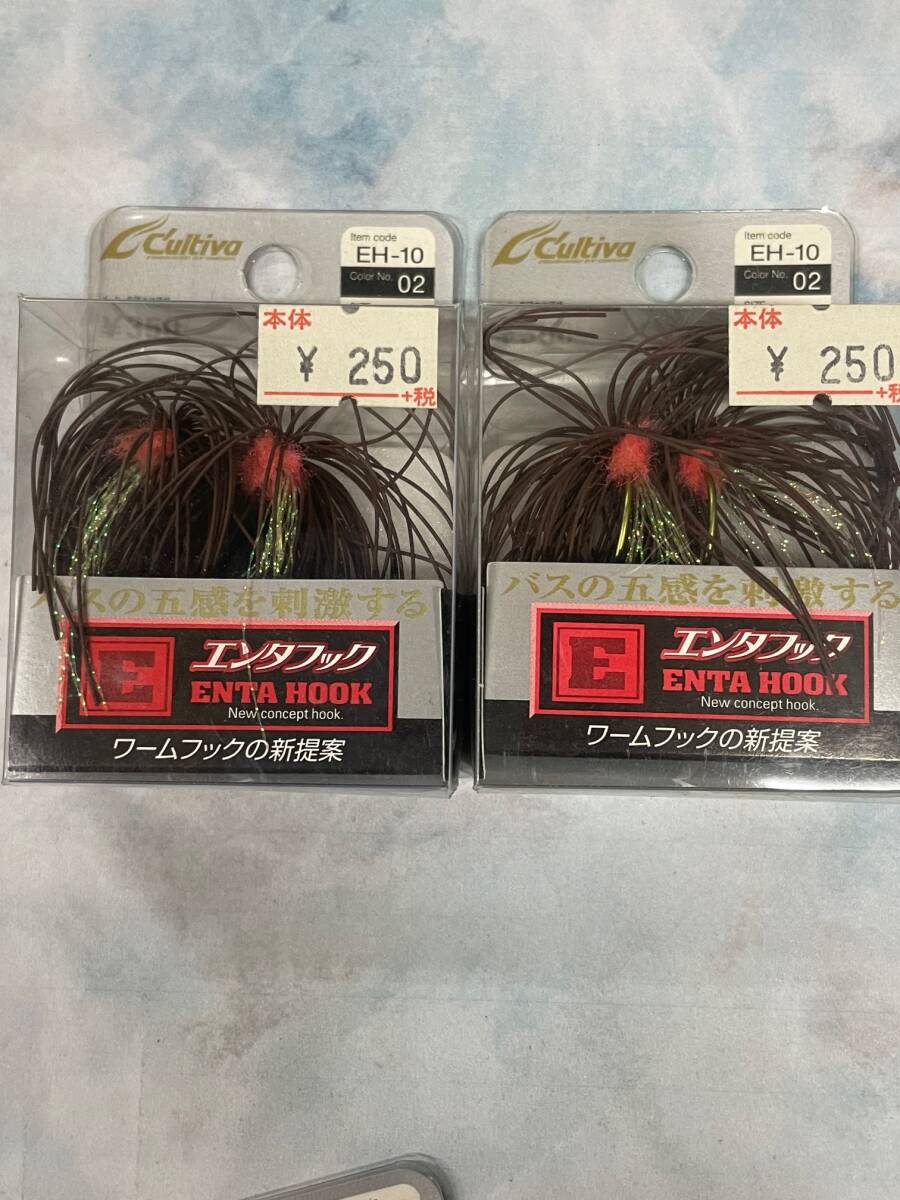 C'ultiva
Item code
EH-10
Color No. 02
本体
¥ 250
+税
バスの五感を刺激する
E
エンタフック
ENTA HOOK
New concept hook.
ワームフックの新提案
C'ultiva
Item code
EH-10
Color No. 02
本体
¥ 250
+税
バスの五感を刺激する
E
エンタフック
ENTA HOOK
New concept hook.
ワームフックの新提案